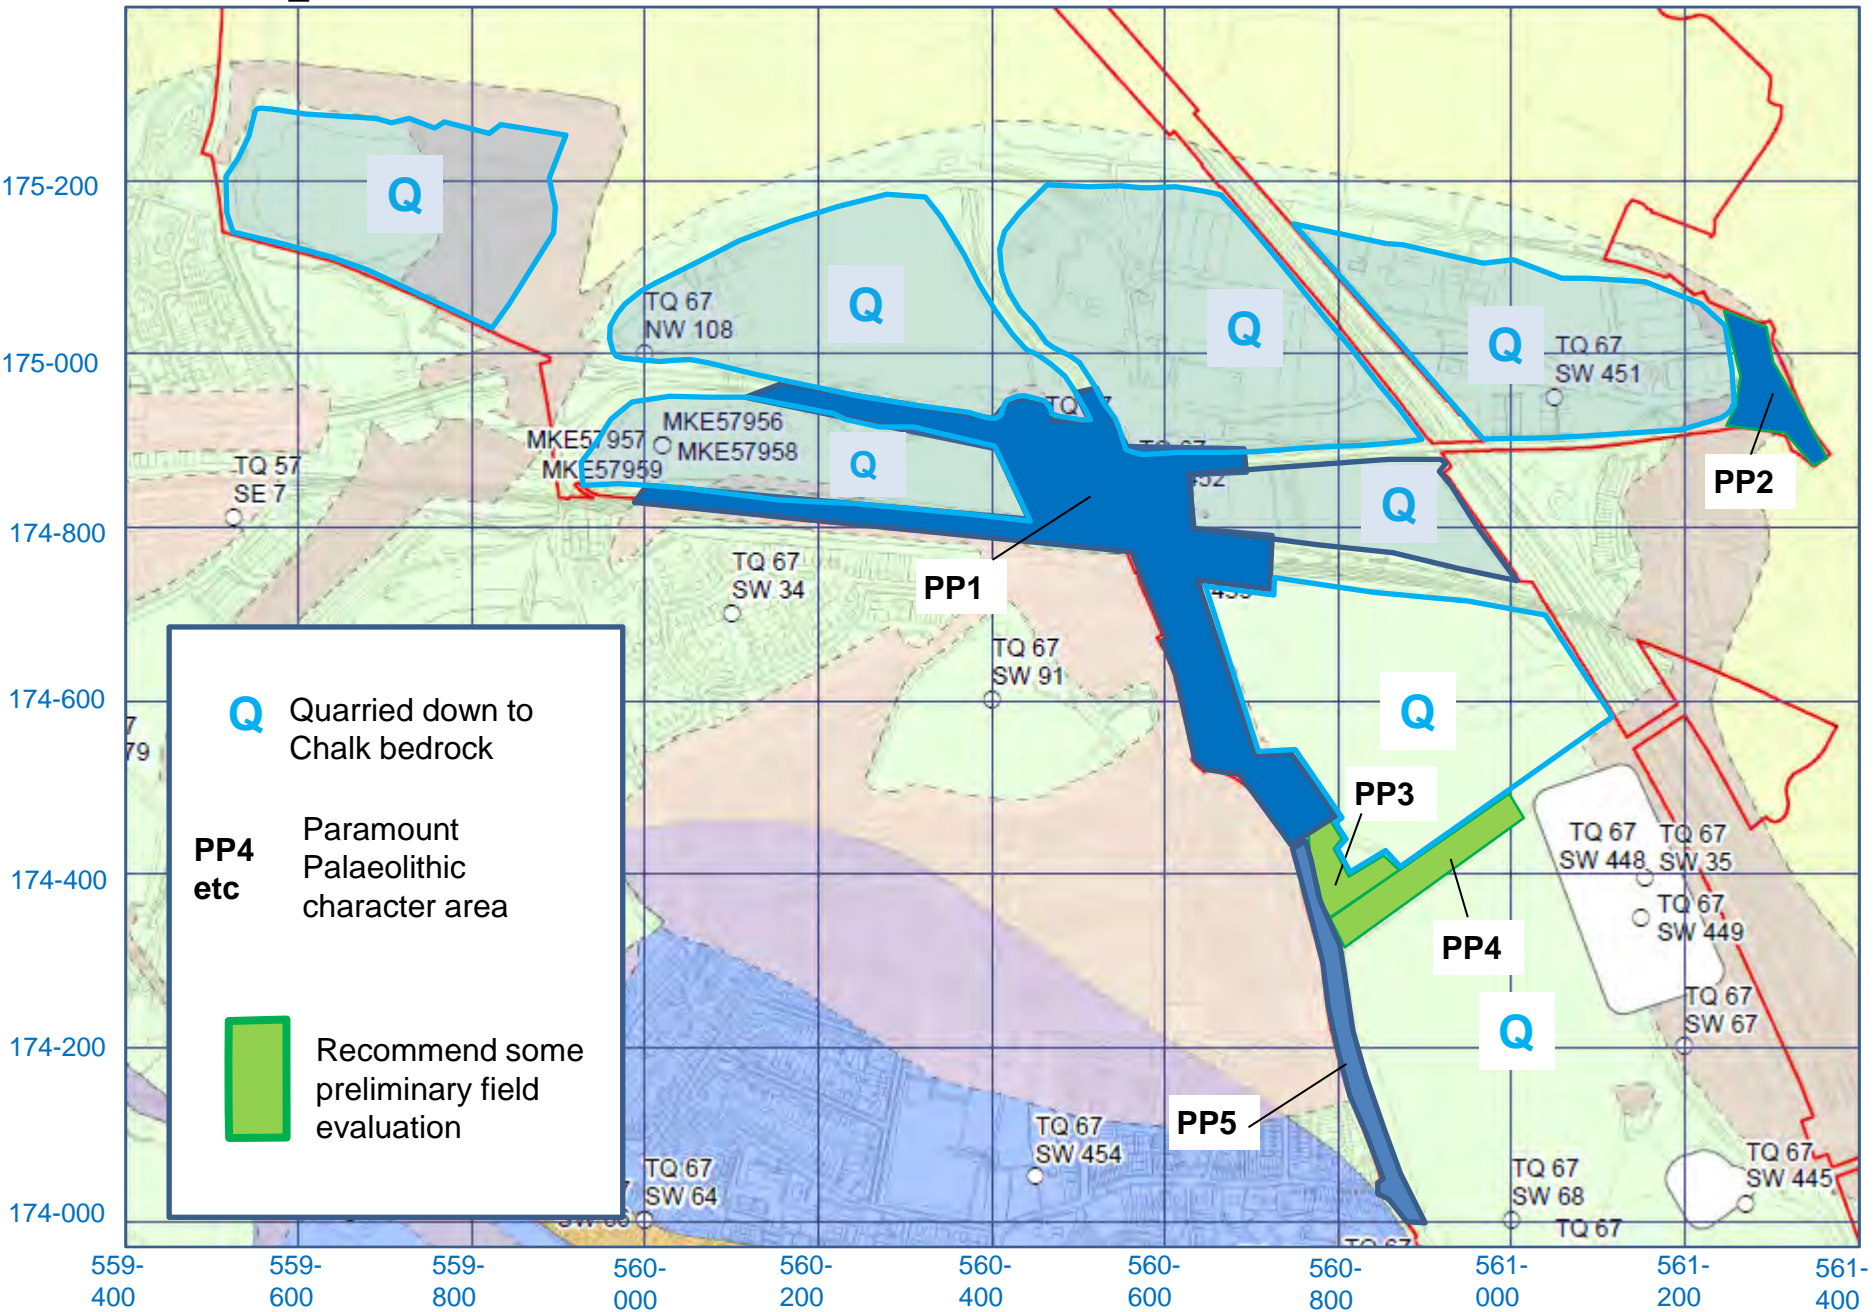 175-200
175-000
174-800
174-600
174-400
174-200
174-000
Q
TQ 67
NW 108
Q
Q
Q
TQ 67
SW 451
MKE57956
MKE57957
MKE57958
MKE57959
Q
TQ 57
SE 7
Q
PP2
TQ 67
SW 34
PP1
TQ 67
SW 91
Q
PP3
TQ 67
SW 448
TQ 67
SW 35
TQ 67
SW 449
PP4
TQ 67
SW 67
Q
PP5
TQ 67
SW 454
TQ 67
SW 64
TQ 67
SW 68
TQ 67
SW 445
TQ 67
Q Quarried down to
Chalk bedrock
PP4
etc
Paramount
Palaeolithic
character area
Recommend some
preliminary field
evaluation
559-
400
559-
600
559-
800
560-
000
560-
200
560-
400
560-
600
560-
800
561-
000
561-
200
561-
400